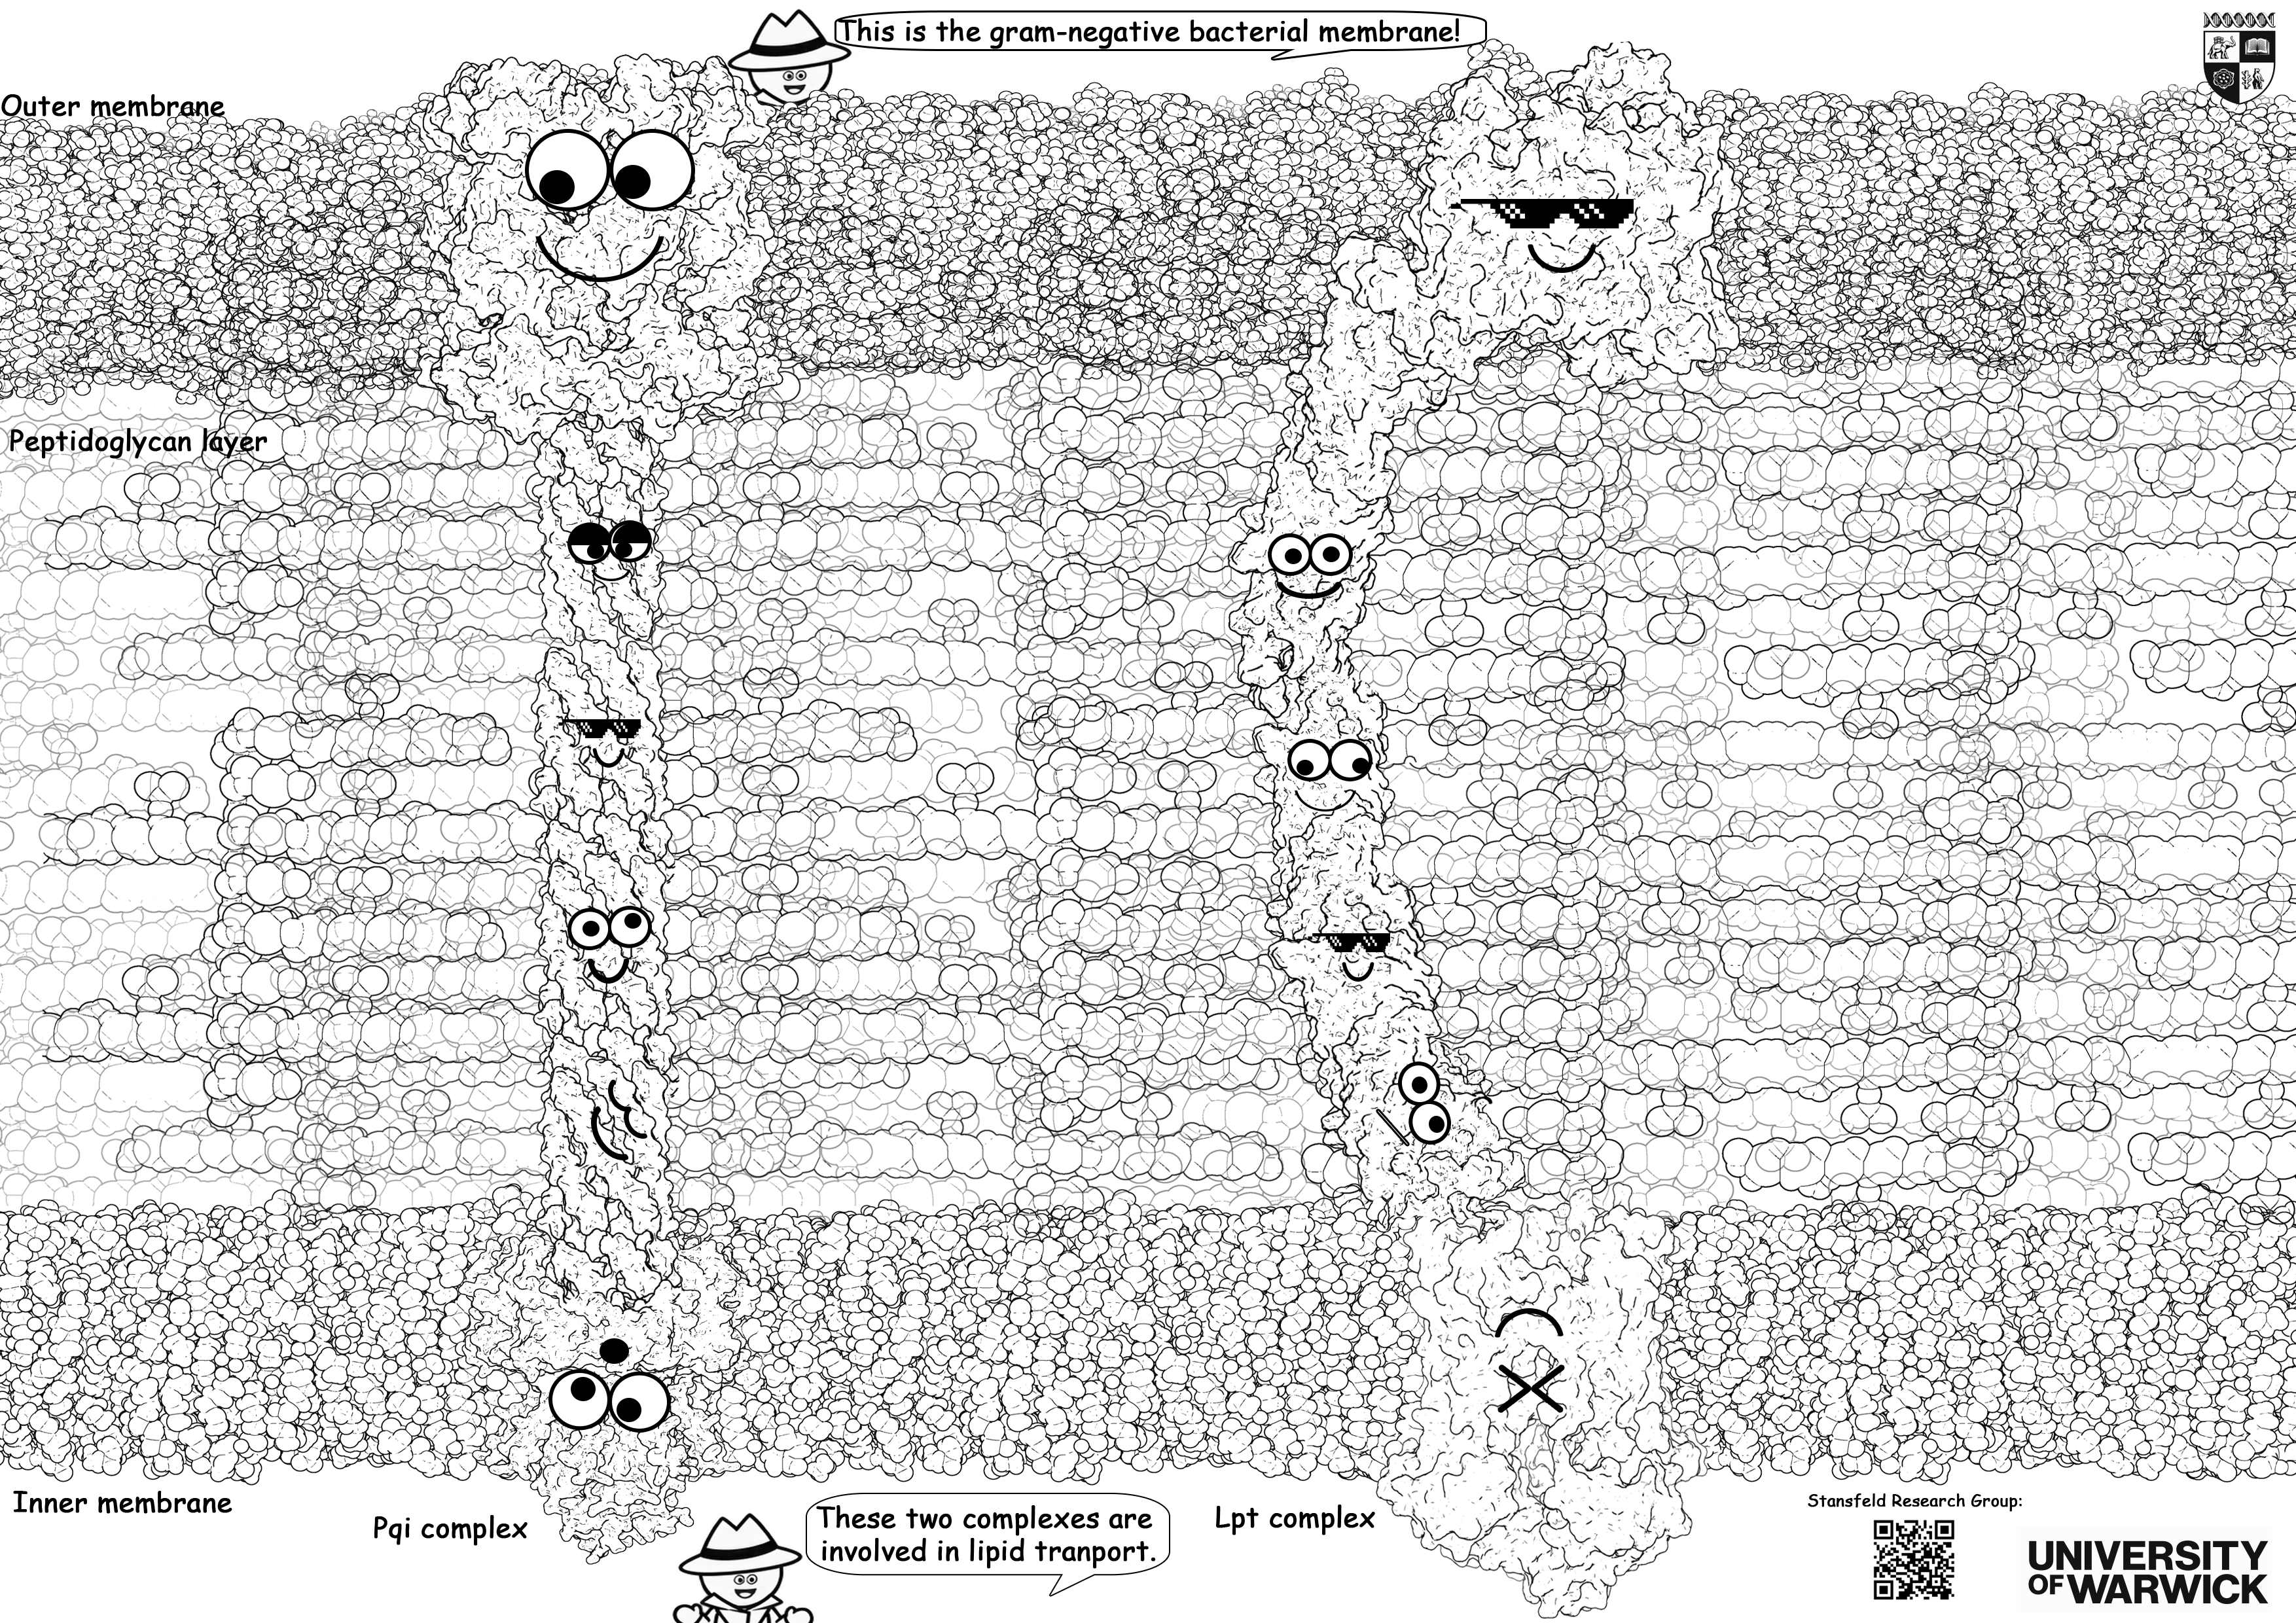 This is the gram-negative bacterial membrane!
Outer membrane
Peptidoglycan layer
Inner membrane
Pqi complex
These two complexes are
involved in lipid tranport.
Lpt complex
Stansfeld Research Group:
UNIVERSITY
OF WARWICK